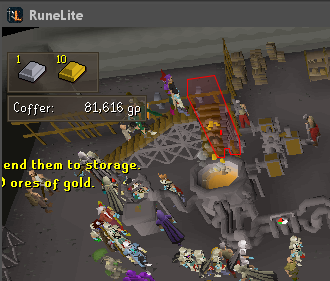 RuneLite
1 10
Coffer: 81,616 gp
end them to storage.
ores of gold.